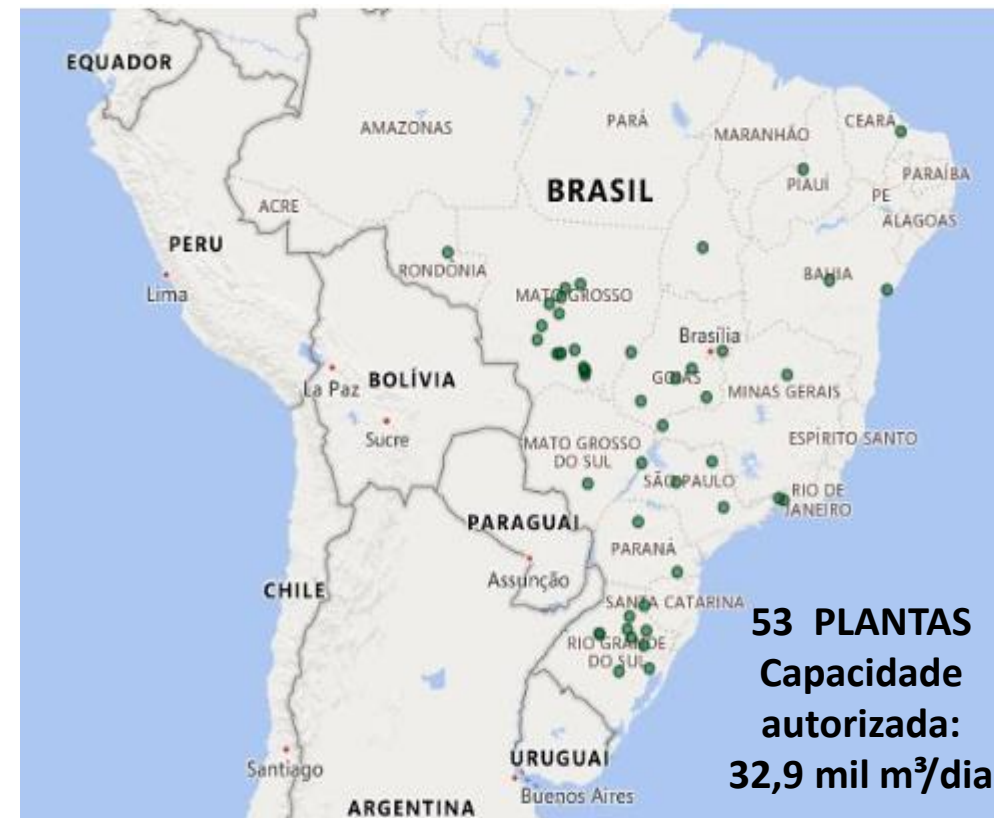 EQUADOR
AMAZONAS
PARÁ
MARANHÃO
CEARÁ
PIAUÍ
PARAÍBA
PE
ALAGOAS
BRASIL
ACRE
PERU
RONDÔNIA
Lima
MATO GROSSO
BAHIA
Brasília
La Paz
BOLÍVIA
GOIÁS
MINAS GERAIS
Sucre
MATO GROSSO
DO SUL
ESPÍRITO SANTO
SÃO PAULO
RIO DE
JANEIRO
PARAGUAI
PARANÁ
Assunção
CHILE
SANTA CATARINA
RIO GRANDE
DO SUL
53 PLANTAS
Capacidade
autorizada:
32,9 mil m³/dia
URUGUAI
Santiago
Buenos Aires
ARGENTINA